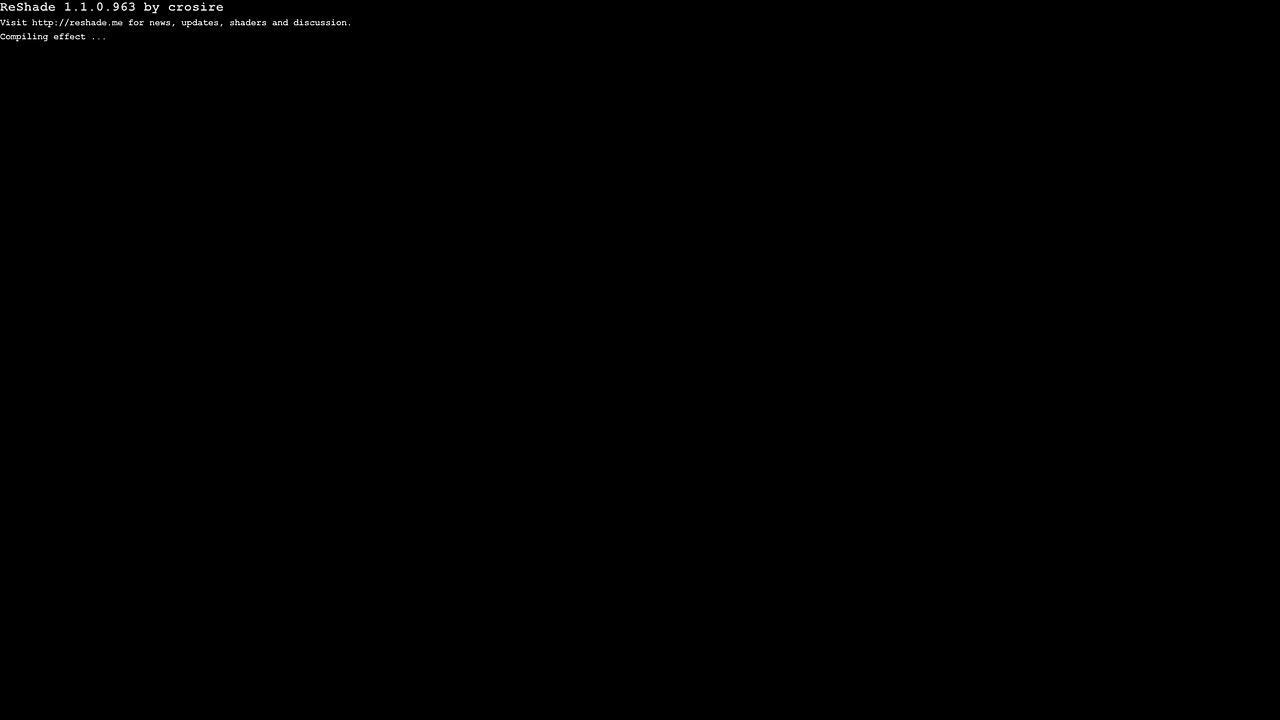 ReShade 1.1.0.963 by crosire
Visit http://reshade.me for news, updates, shaders and discussion.
Compiling effect ...